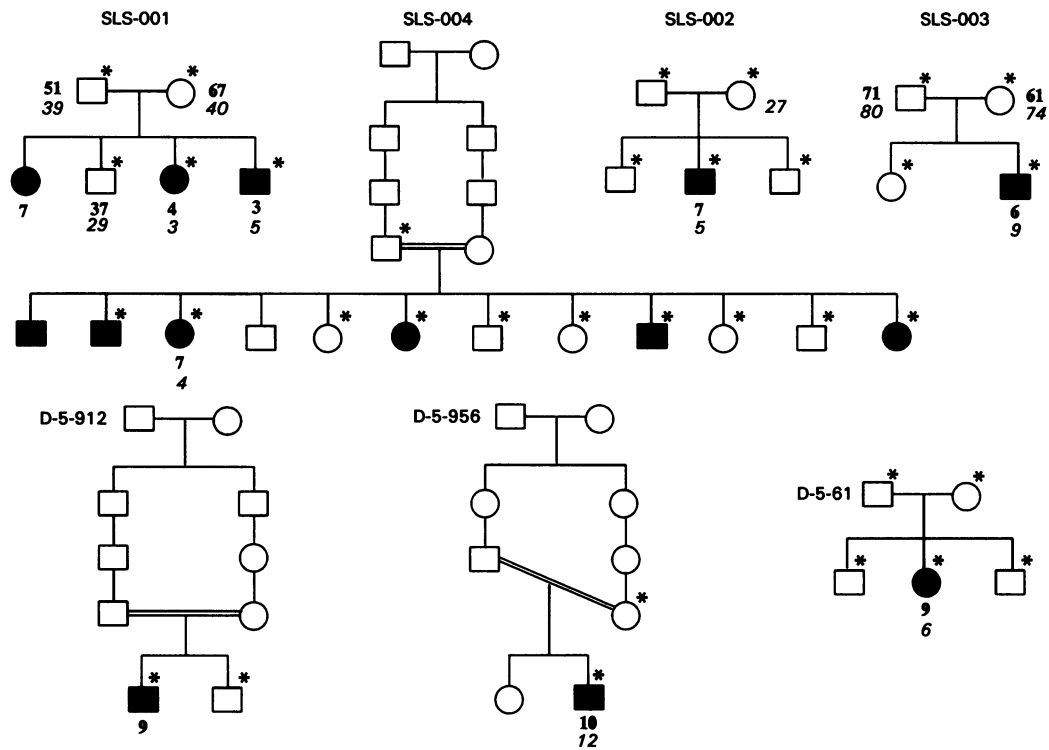 SLS-001 SLS-004 SLS-002 SLS-003
* * * * * *
51 67 71 61
39 40 27 80 74
* * * * * * * *
7 37 4 3 7 6
29 3 5 5 9
*
* * * * * * * * * *
7
4
D-5-912 D-5-956
D-5-61 * *
* * *
*
9
6
* * *
9 10
12